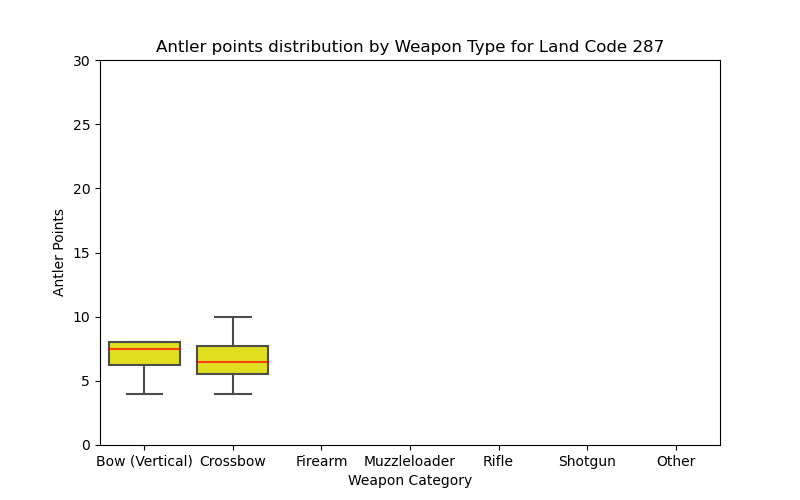 Antler points distribution by Weapon Type for Land Code 287
30
25
20
15
10
5
0
Antler Points
Bow (Vertical) Crossbow Firearm Muzzleloader Rifle Shotgun Other
Weapon Category